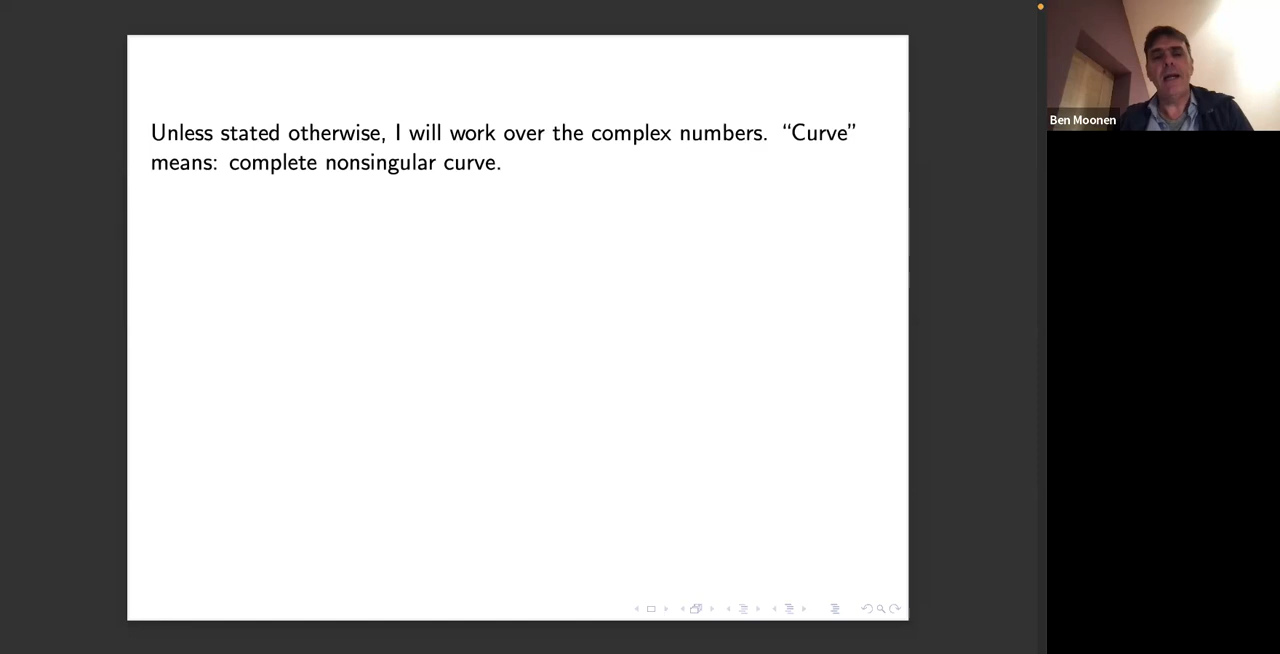 Unless stated otherwise, I will work over the complex numbers. “Curve”
means: complete nonsingular curve.
Ben Moonen